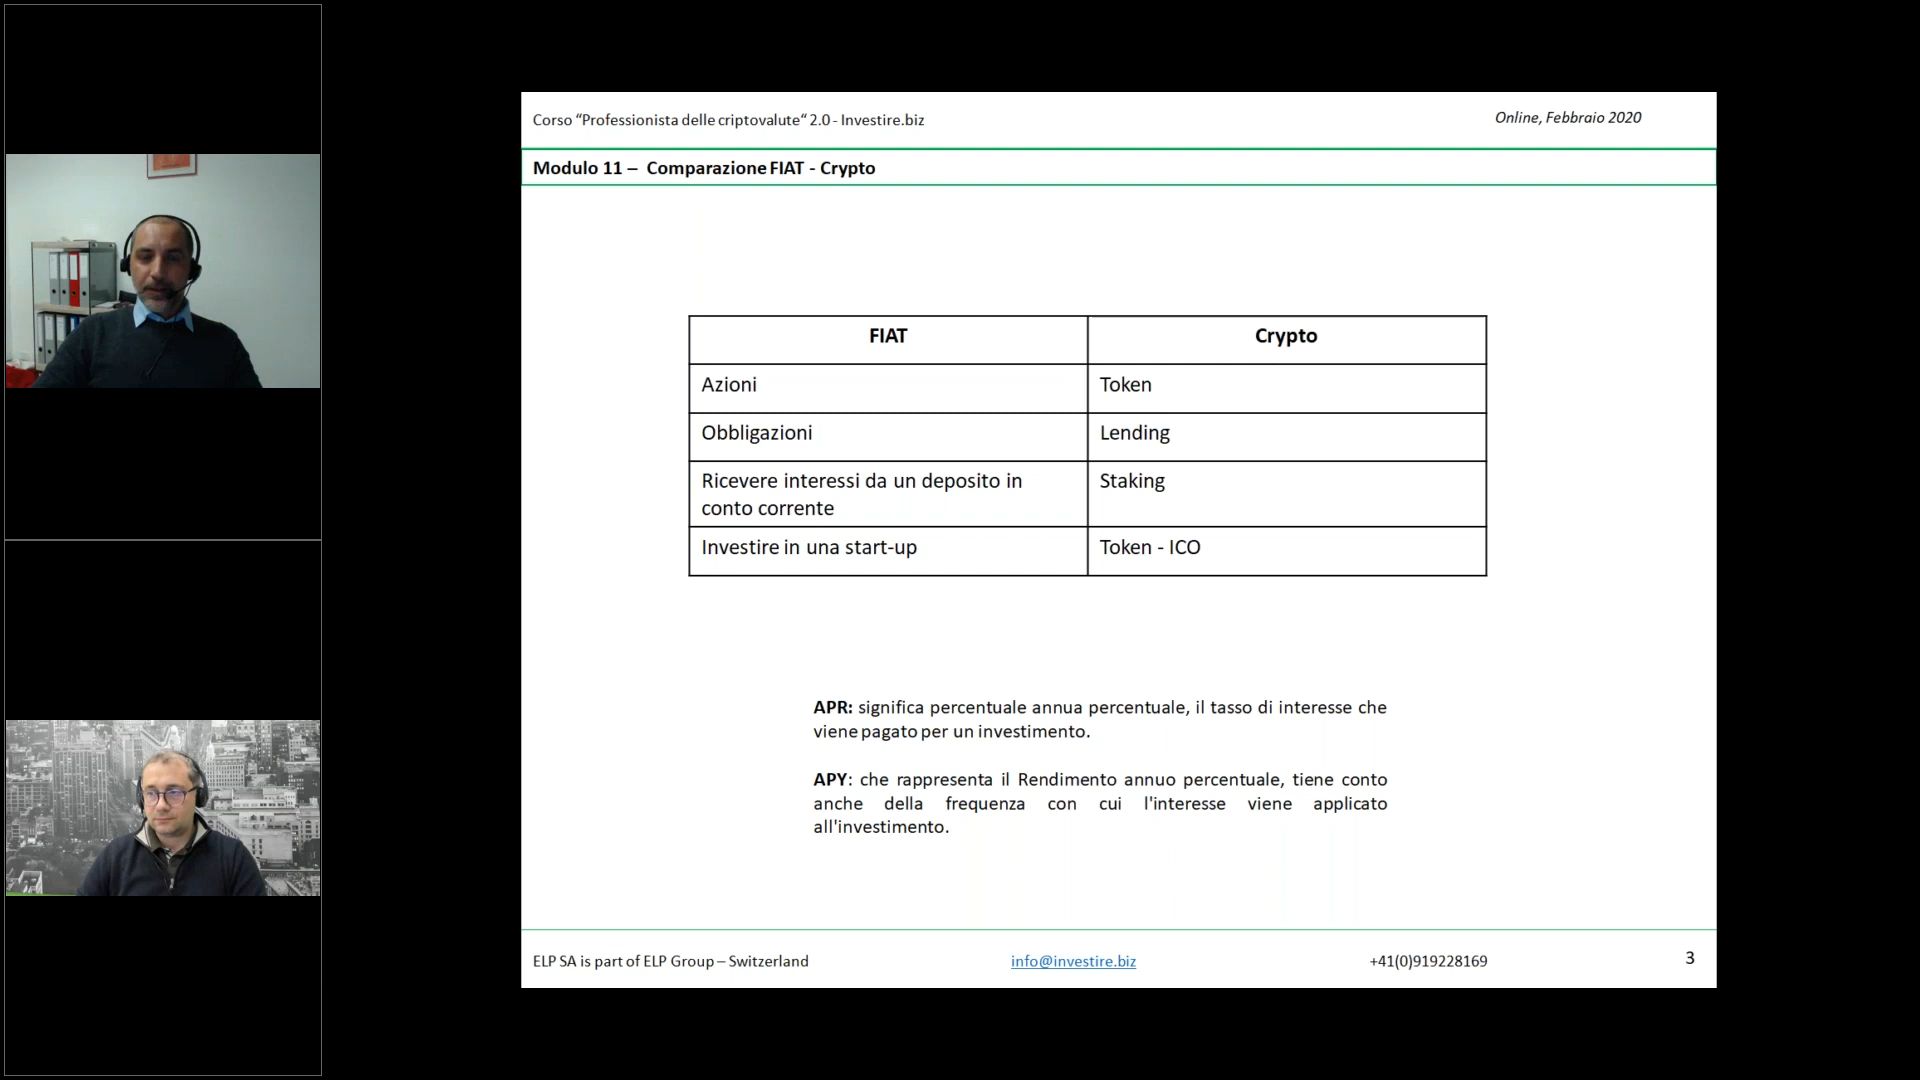 Corso “Professionista delle criptovalute“ 2.0 - Investire.biz
Online, Febbraio 2020
Modulo 11 – Comparazione FIAT - Crypto
FIAT
Crypto
Azioni
Token
Obbligazioni
Lending
Ricevere interessi da un deposito in
conto corrente
Staking
Investire in una start-up
Token - ICO
APR: significa percentuale annua percentuale, il tasso di interesse che
viene pagato per un investimento.
APY: che rappresenta il Rendimento annuo percentuale, tiene conto
anche della frequenza con cui l'interesse viene applicato
all'investimento.
ELP SA is part of ELP Group – Switzerland
info@investire.biz
+41(0)919228169
3